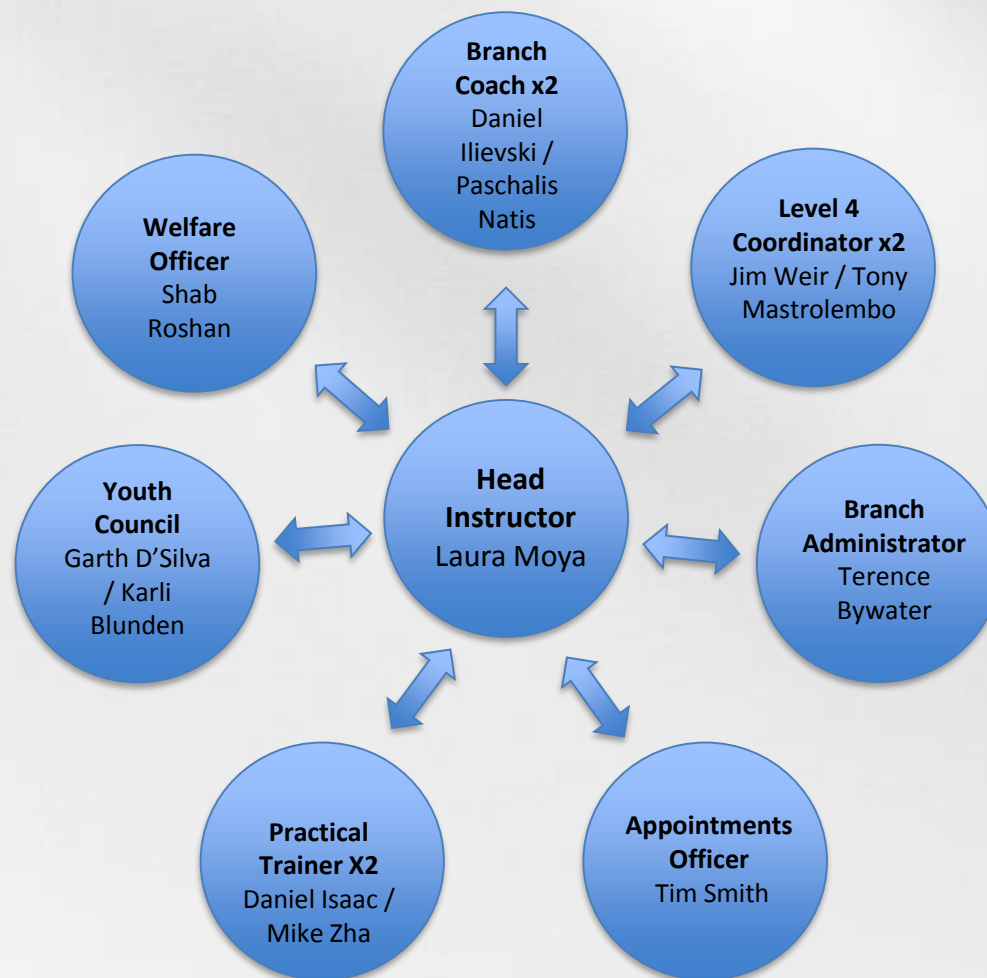 Branch
Coach x2
Daniel
Ilievski /
Paschalis
Natis
Welfare
Officer
Shab
Roshan
Level 4
Coordinator x2
Jim Weir / Tony
Mastrolembo
Youth
Council
Garth D’Silva
/ Karli
Blunden
Head
Instructor
Laura Moya
Branch
Administrator
Terence
Bywater
Practical
Trainer X2
Daniel Isaac /
Mike Zha
Appointments
Officer
Tim Smith